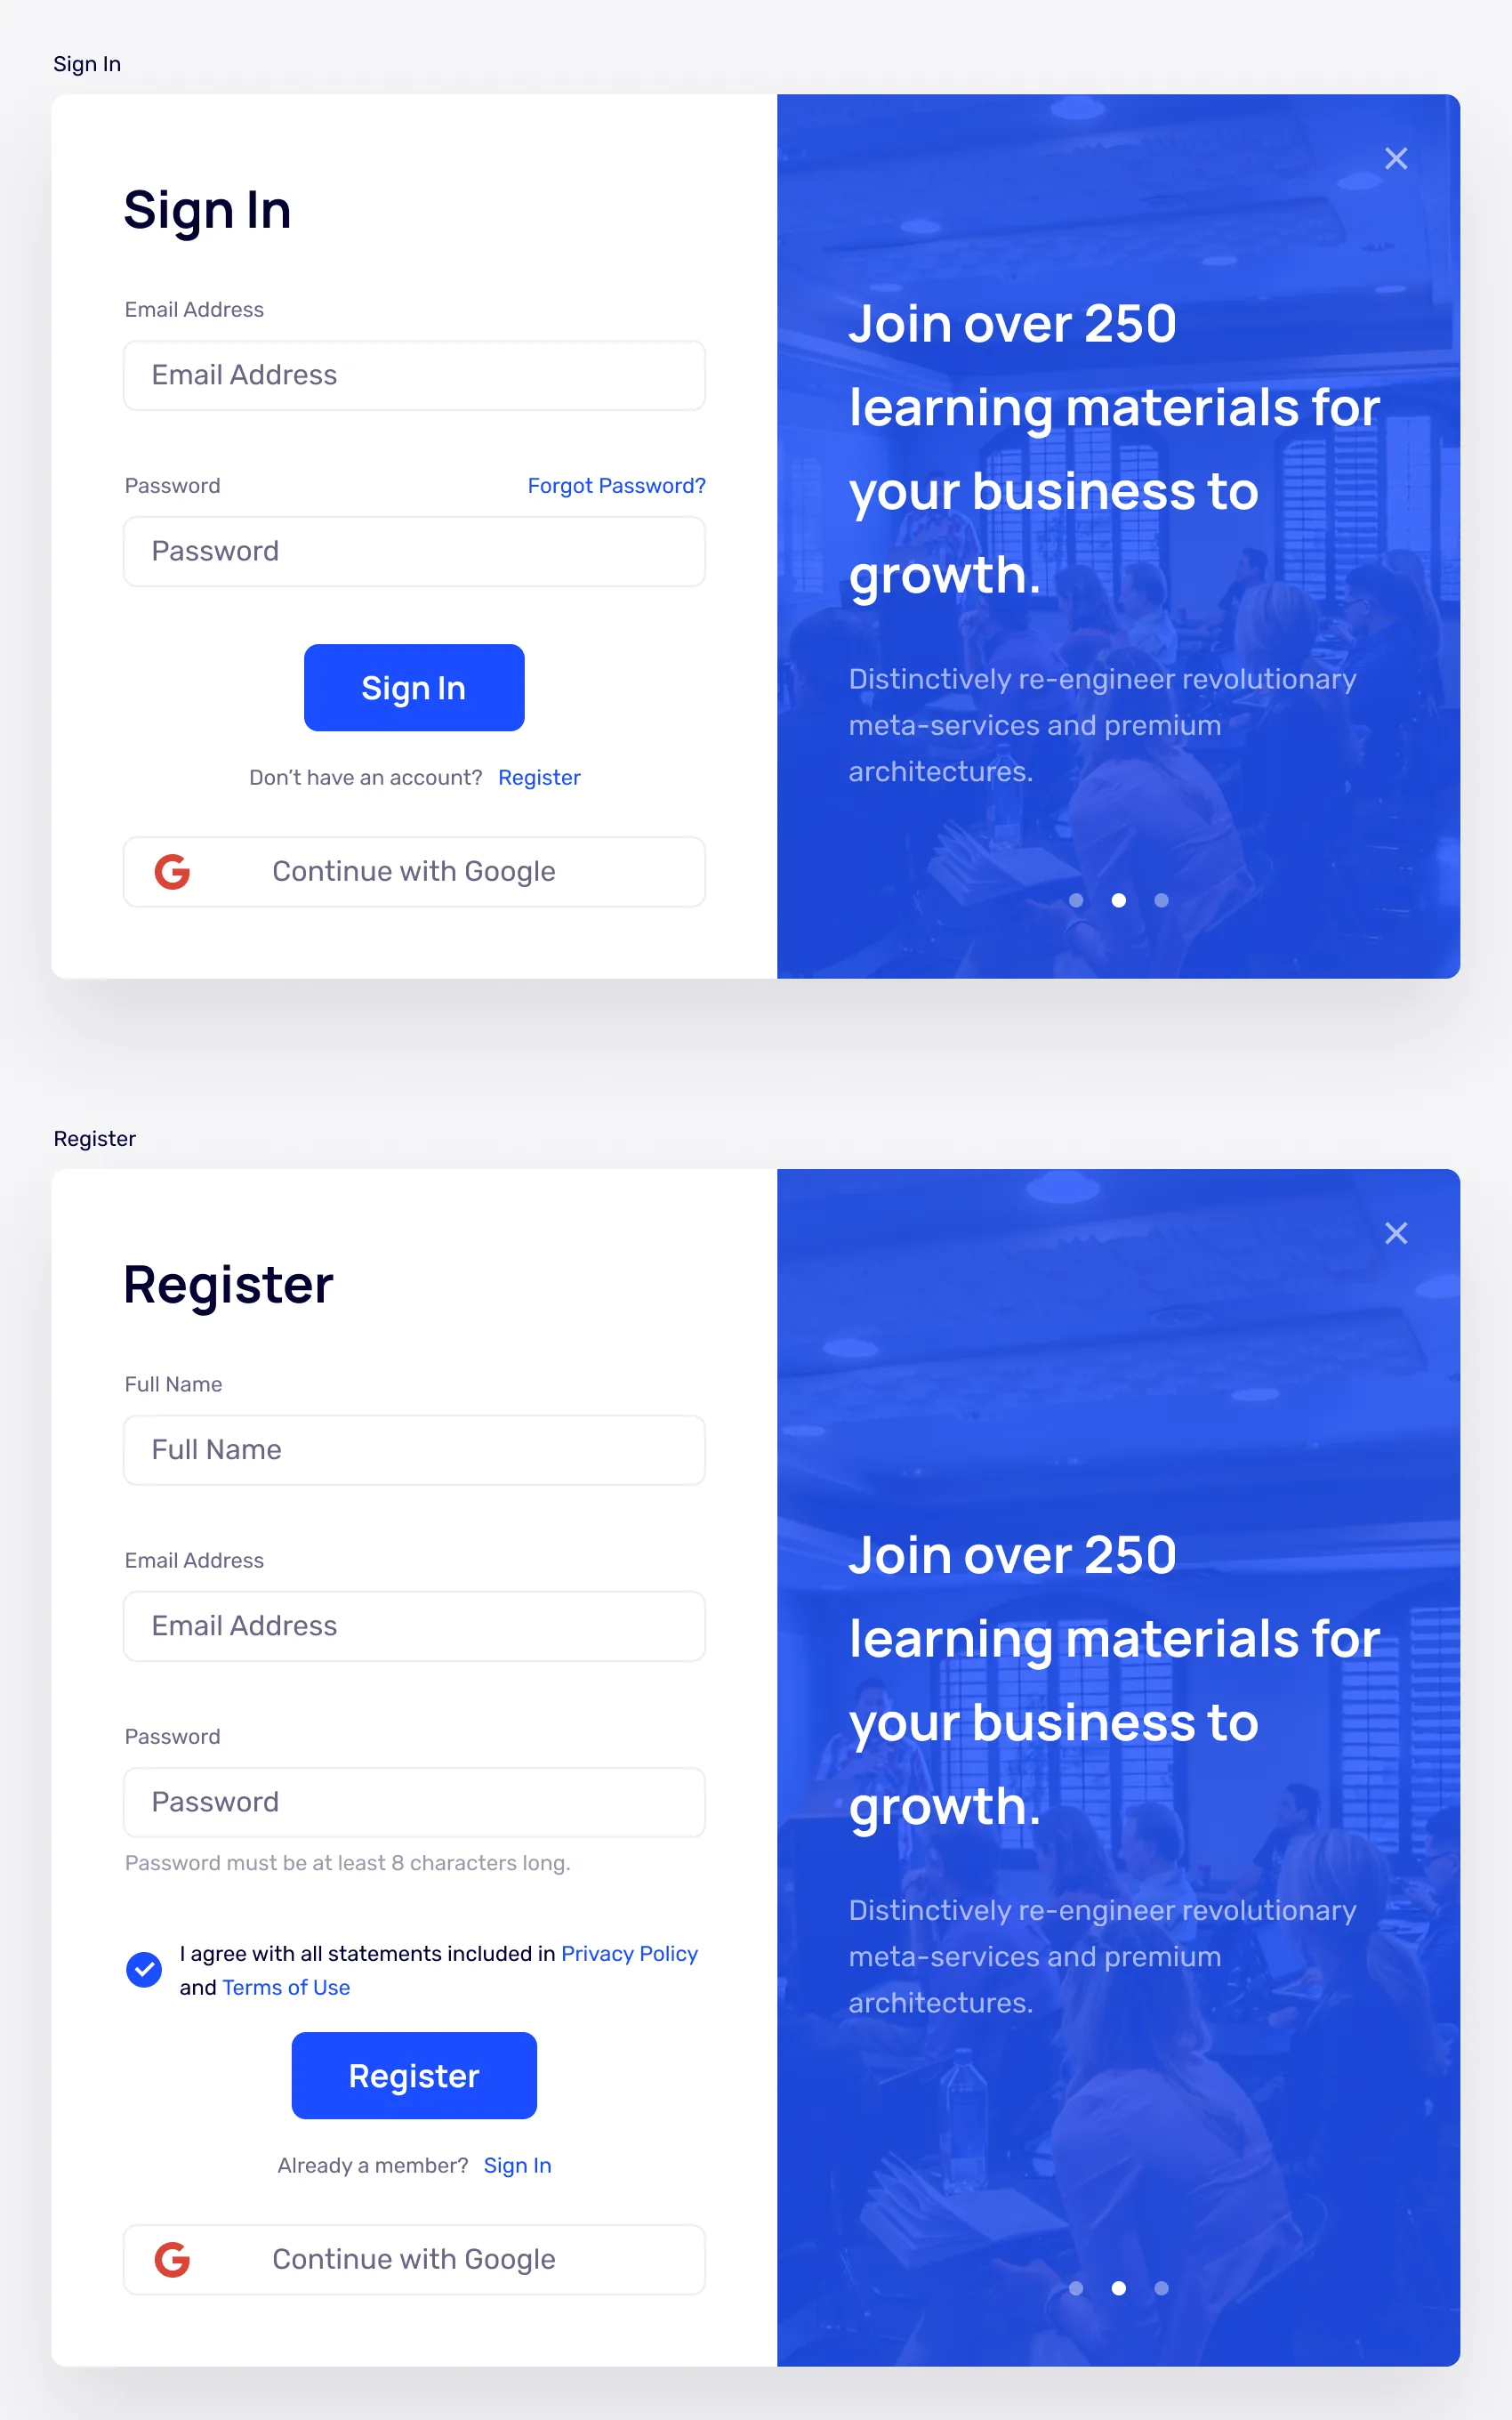 Sign In
Sign In
Email Address
Email Address
Password Forgot Password?
Password
Sign In
Don’t have an account? Register
Continue with Google
Join over 250
learning materials for
your business to
growth.
Distinctively re-engineer revolutionary
meta-services and premium
architectures.
Register
Register
Full Name
Full Name
Email Address
Email Address
Password
Password
Password must be at least 8 characters long.
I agree with all statements included in Privacy Policy
and Terms of Use
Register
Already a member? Sign In
Continue with Google
Join over 250
learning materials for
your business to
growth.
Distinctively re-engineer revolutionary
meta-services and premium
architectures.